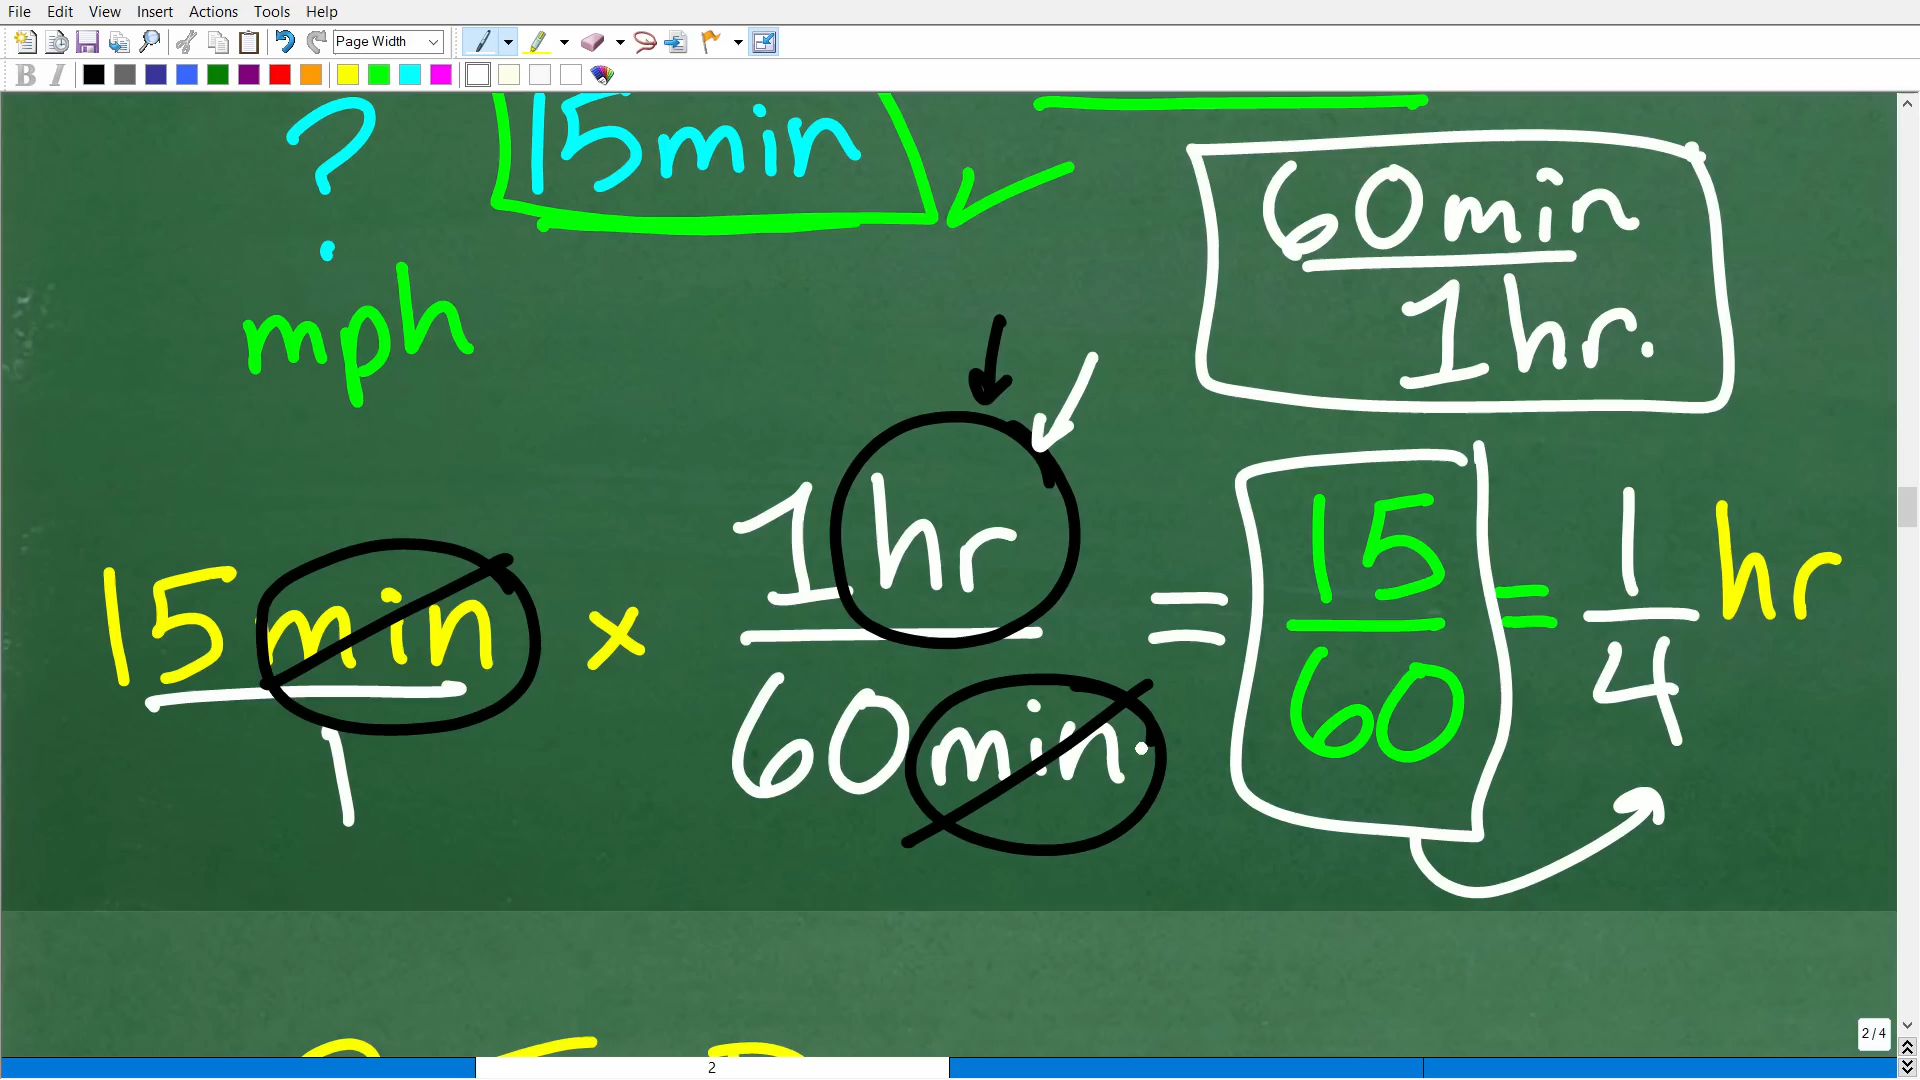 File Edit View Insert Actions Tools Help
Page Width
B I
? 15min
mph
60min
1hr.
15min × 1hr = 15 = 1 hr
1 60min. 60 4
2/4
2